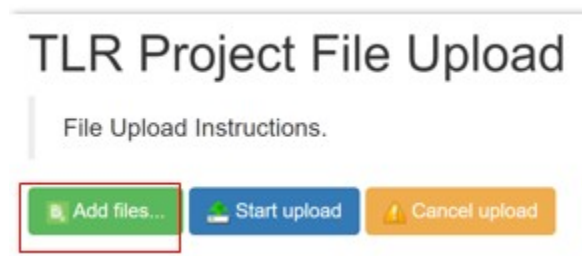 TLR Project File Upload
File Upload Instructions.
Add files... Start upload Cancel upload